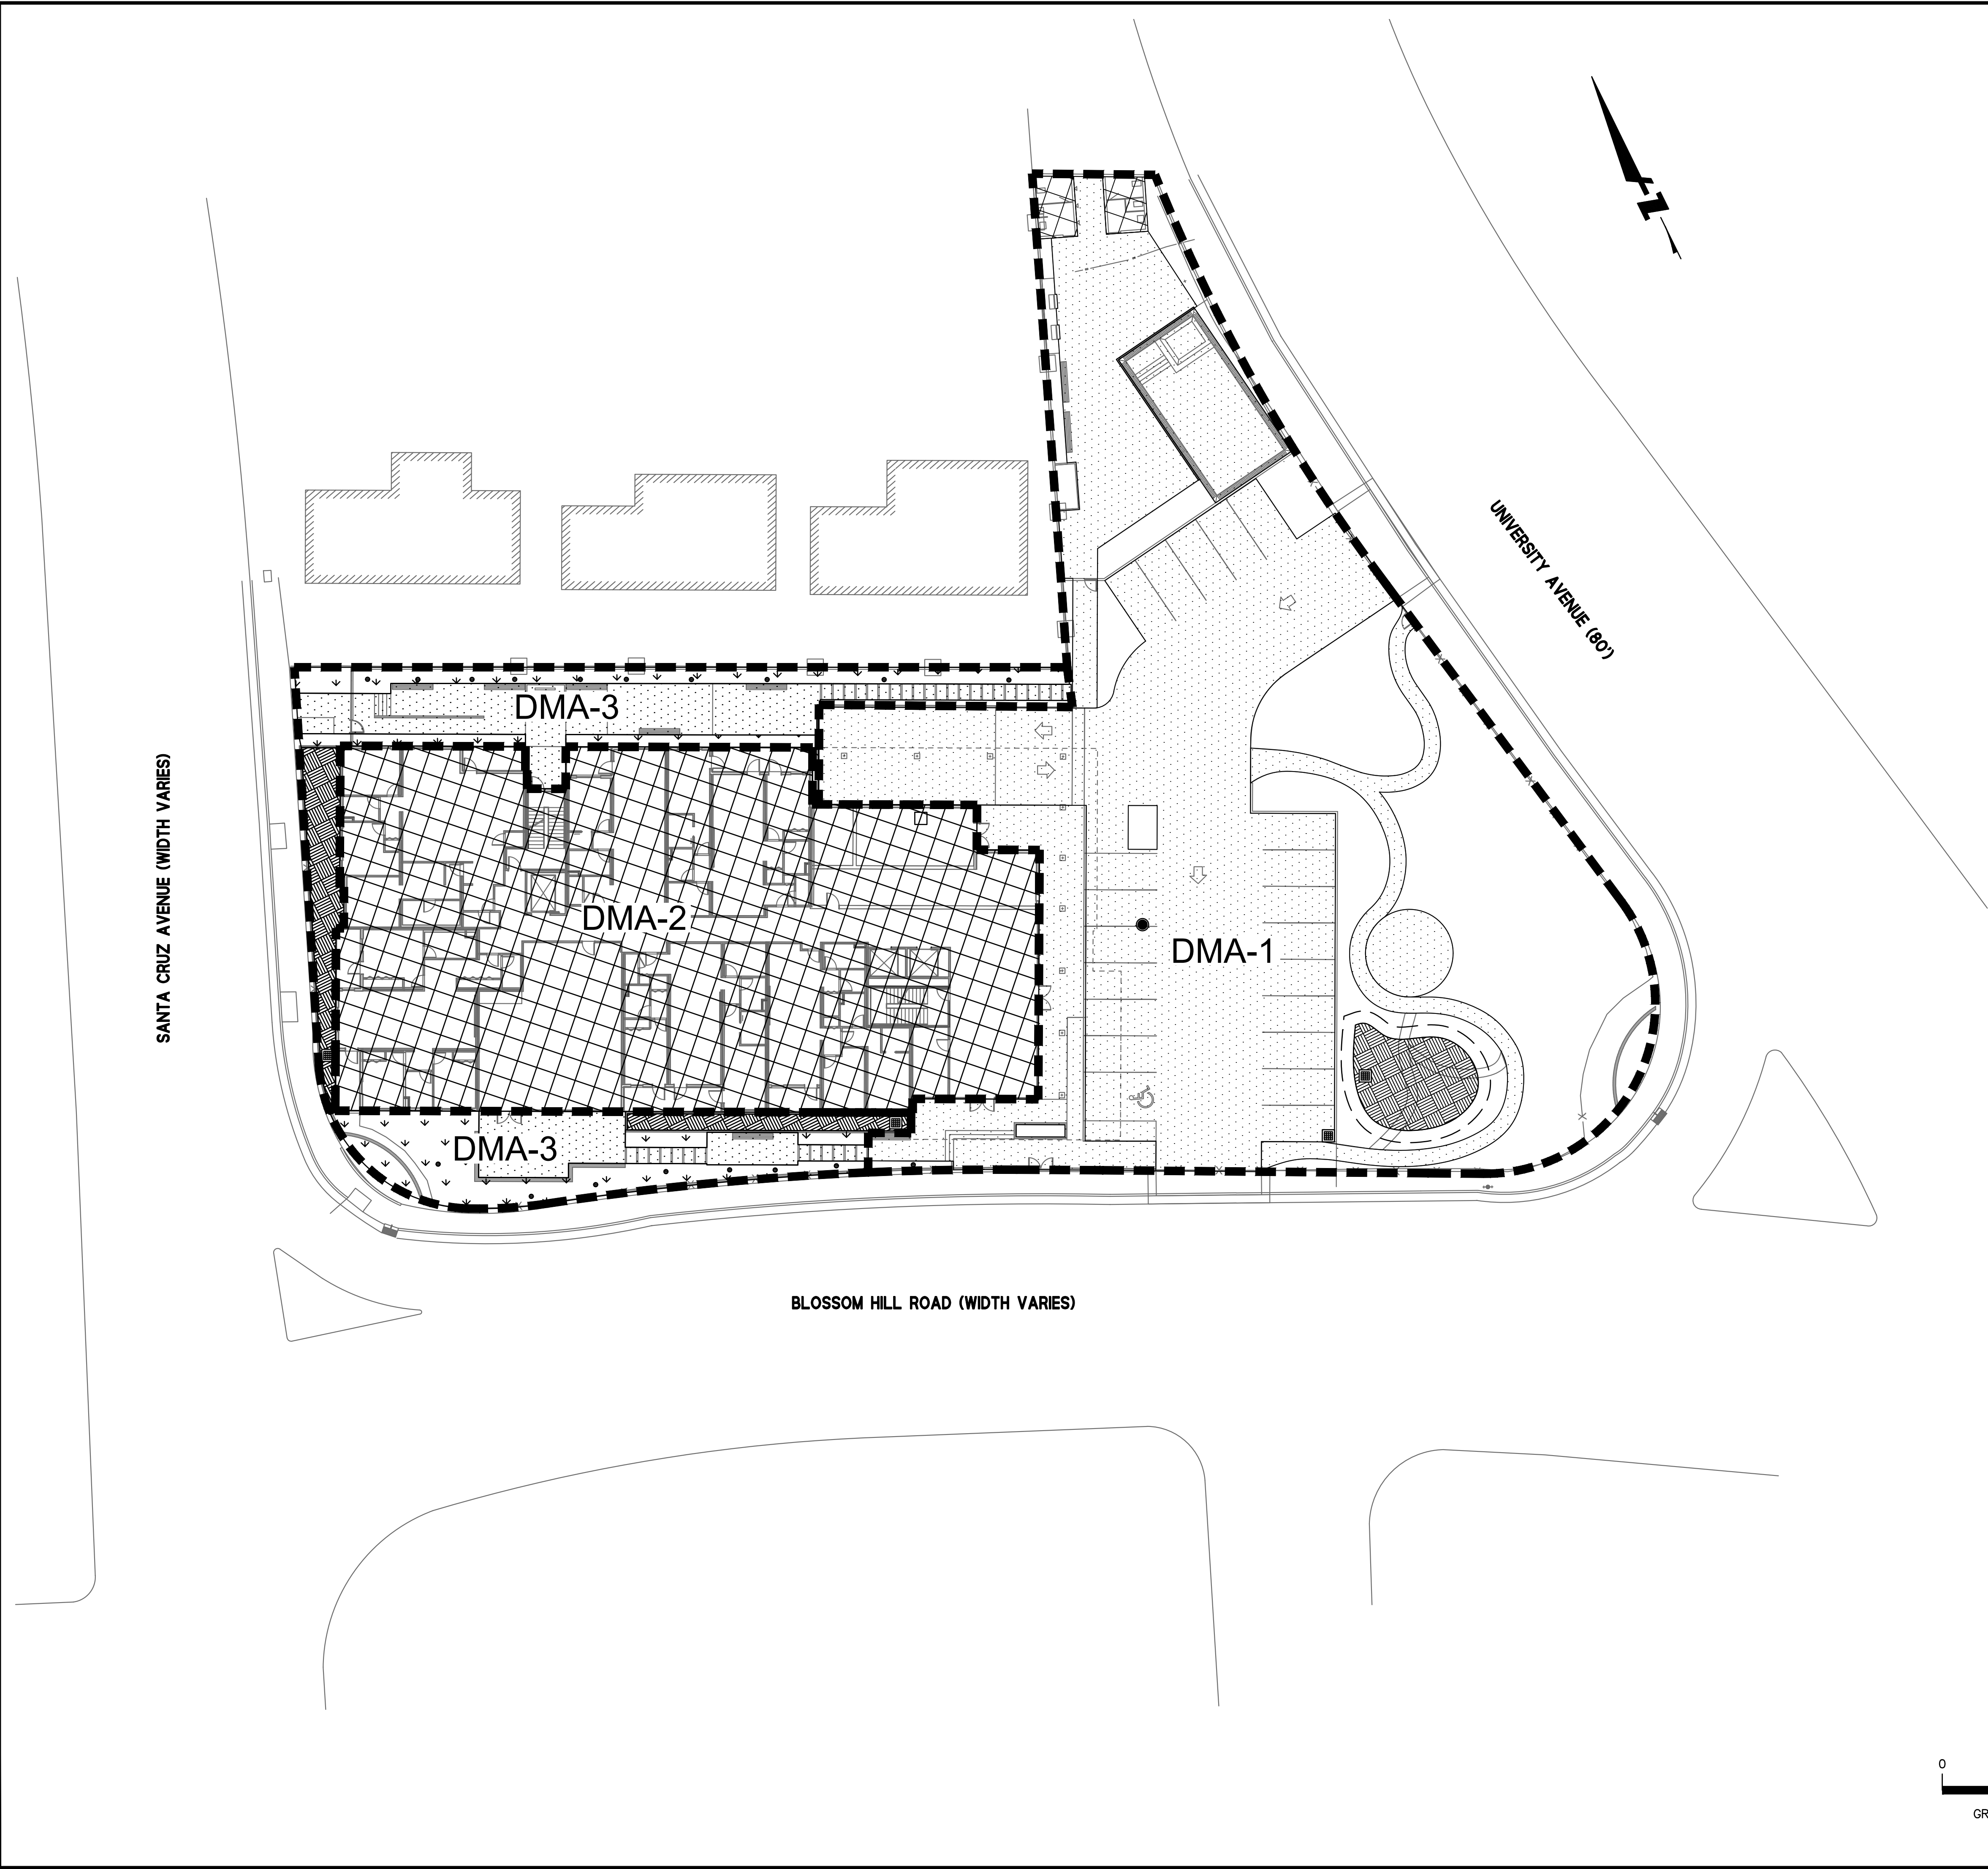 N
UNIVERSITY AVENUE (80')
DMA-3
SANTA CRUZ AVENUE (WIDTH VARIES)
DMA-2
DMA-1
DMA-3
BLOSSOM HILL ROAD (WIDTH VARIES)
0
GR